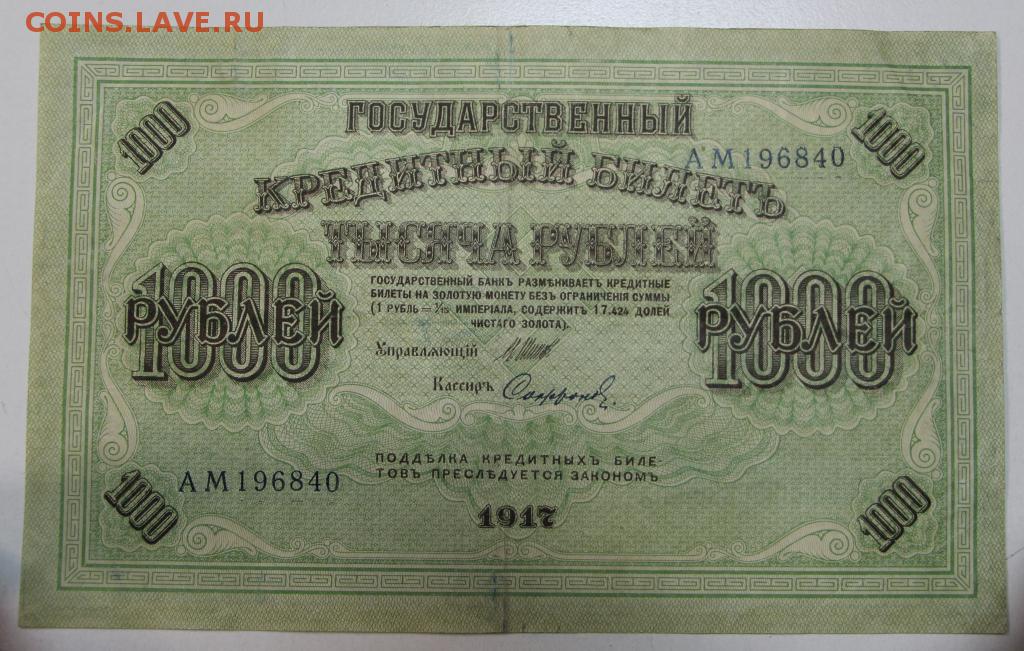 COINS.LAVE.RU
ГОСУДАРСТВЕННЫЙ
1000
1000
АМ196840
КРЕДИТНЫЙ БИЛЕТЪ
ТЫСЯЧА РУБЛЕЙ
ГОСУДАРСТВЕННЫЙ БАНКЪ РАЗМѢНИВАЕТЪ КРЕДИТНЫЕ
БИЛЕТЫ НА ЗОЛОТУЮ МОНЕТУ БЕЗЪ ОГРАНИЧЕНІЯ СУММЫ
(1 РУБЛЬ = 1/15 ИМПЕРІАЛА, СОДЕРЖИТЪ 17.424 ДОЛЕЙ
ЧИСТАГО ЗОЛОТА).
1000
РУБЛЕЙ
1000
РУБЛЕЙ
Управляющій
Кассиръ
ПОДДѢЛКА КРЕДИТНЫХЪ БИЛЕ-
ТОВЪ ПРЕСЛѢДУЕТСЯ ЗАКОНОМЪ
АМ196840
1000
1917
1000